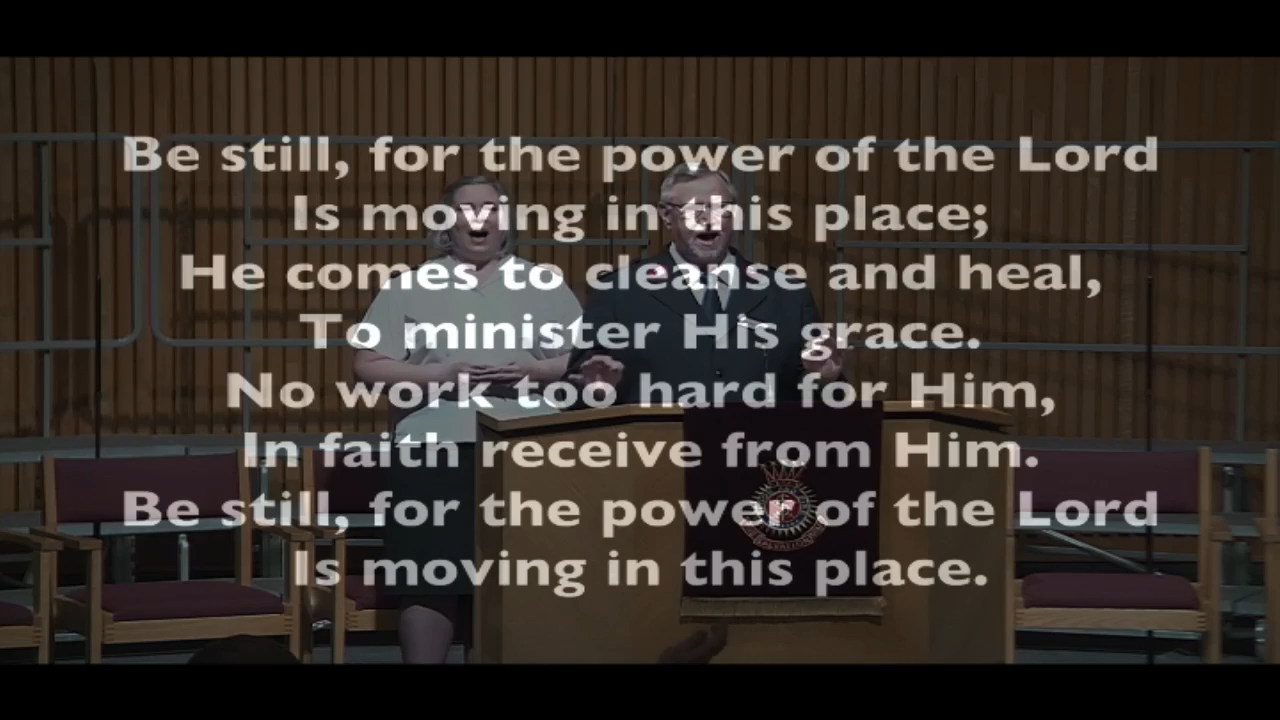 Be still, for the power of the Lord
Is moving in this place;
He comes to cleanse and heal,
To minister His grace.
No work too hard for Him,
In faith receive from Him.
Be still, for the power of the Lord
Is moving in this place.